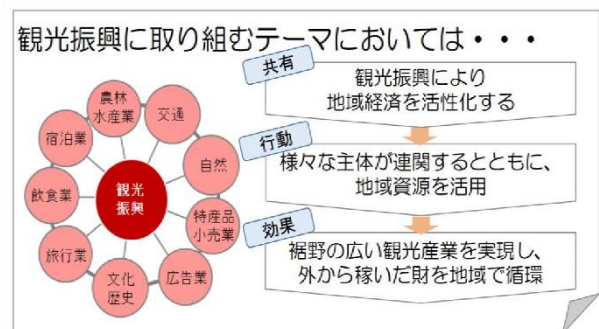 観光振興に取り組むテーマにおいては・・・
農林
水産業
交通
自然
特産品
小売業
広告業
文化
歴史
旅行業
飲食業
宿泊業
観光
振興
共有
観光振興により
地域経済を活性化する
行動
様々な主体が連関するとともに、
地域資源を活用
効果
裾野の広い観光産業を実現し、
外から稼いだ財を地域で循環